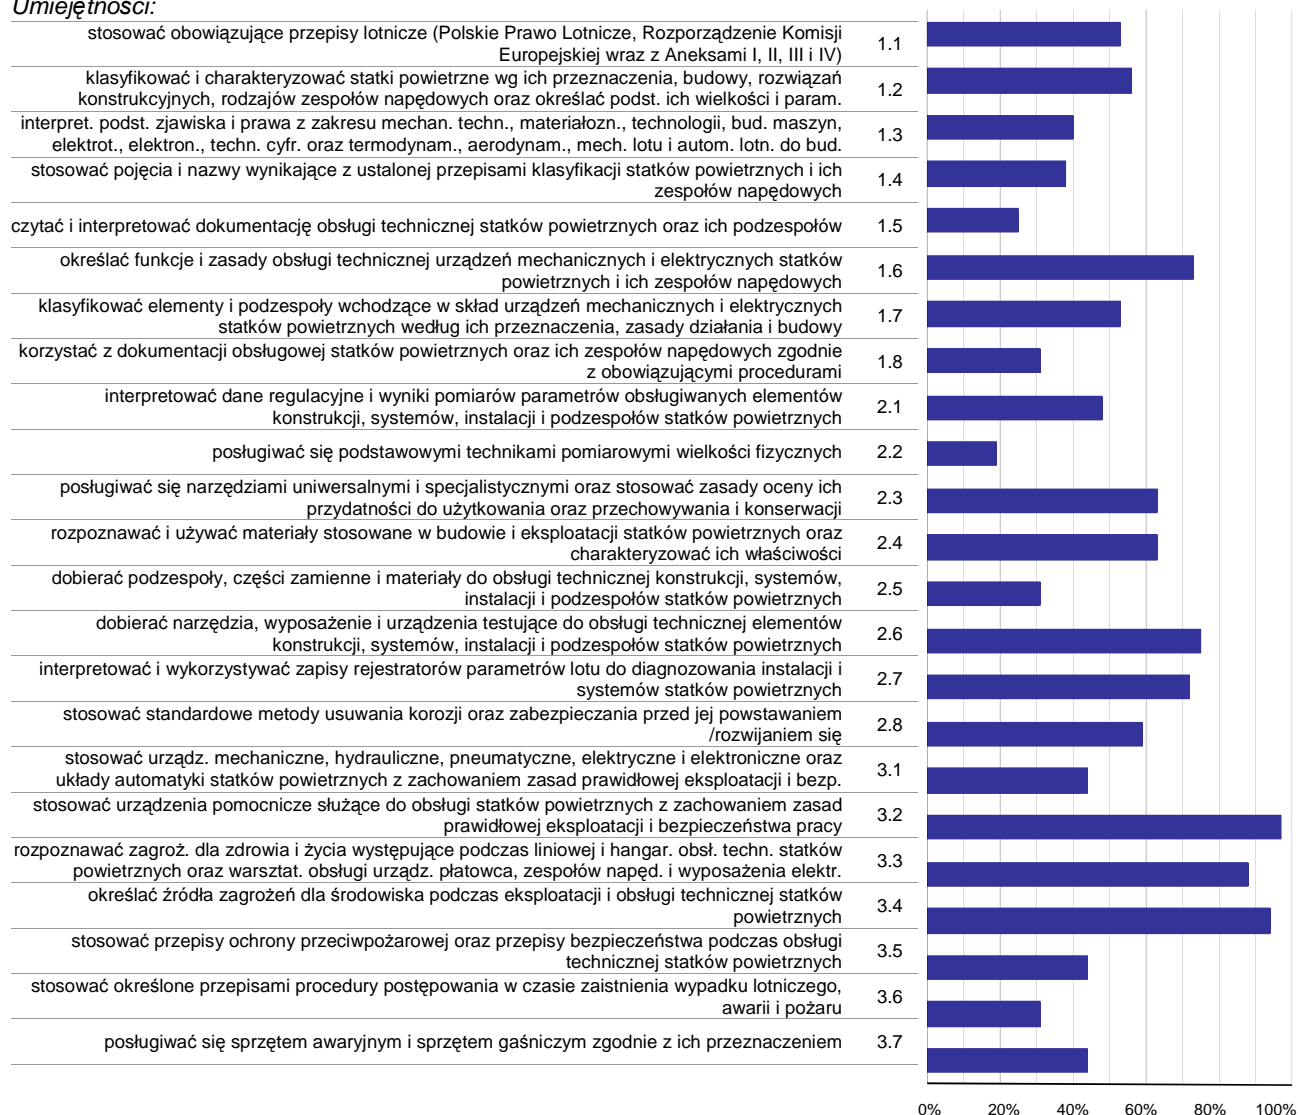 Umiejętności:
stosować obowiązujące przepisy lotnicze (Polskie Prawo Lotnicze, Rozporządzenie Komisji
Europejskiej wraz z Aneksami I, II, III i IV)
1.1
klasyfikować i charakteryzować statki powietrzne wg ich przeznaczenia, budowy, rozwiązań
konstrukcyjnych, rodzajów zespołów napędowych oraz określać podst. ich wielkości i param.
1.2
interpret. podst. zjawiska i prawa z zakresu mechan. techn., materiałozn., technologii, bud. maszyn,
elektrot., elektron., techn. cyfr. oraz termodynam., aerodynam., mech. lotu i autom. lotn. do bud.
1.3
stosować pojęcia i nazwy wynikające z ustalonej przepisami klasyfikacji statków powietrznych i ich
zespołów napędowych
1.4
czytać i interpretować dokumentację obsługi technicznej statków powietrznych oraz ich podzespołów
1.5
określać funkcje i zasady obsługi technicznej urządzeń mechanicznych i elektrycznych statków
powietrznych i ich zespołów napędowych
1.6
klasyfikować elementy i podzespoły wchodzące w skład urządzeń mechanicznych i elektrycznych
statków powietrznych według ich przeznaczenia, zasady działania i budowy
1.7
korzystać z dokumentacji obsługowej statków powietrznych oraz ich zespołów napędowych zgodnie
z obowiązującymi procedurami
1.8
interpretować dane regulacyjne i wyniki pomiarów parametrów obsługiwanych elementów
konstrukcji, systemów, instalacji i podzespołów statków powietrznych
2.1
posługiwać się podstawowymi technikami pomiarowymi wielkości fizycznych
2.2
posługiwać się narzędziami uniwersalnymi i specjalistycznymi oraz stosować zasady oceny ich
przydatności do użytkowania oraz przechowywania i konserwacji
2.3
rozpoznawać i używać materiały stosowane w budowie i eksploatacji statków powietrznych oraz
charakteryzować ich właściwości
2.4
dobierać podzespoły, części zamienne i materiały do obsługi technicznej konstrukcji, systemów,
instalacji i podzespołów statków powietrznych
2.5
dobierać narzędzia, wyposażenie i urządzenia testujące do obsługi technicznej elementów
konstrukcji, systemów, instalacji i podzespołów statków powietrznych
2.6
interpretować i wykorzystywać zapisy rejestratorów parametrów lotu do diagnozowania instalacji i
systemów statków powietrznych
2.7
stosować standardowe metody usuwania korozji oraz zabezpieczania przed jej powstawaniem
/rozwijaniem się
2.8
stosować urządz. mechaniczne, hydrauliczne, pneumatyczne, elektryczne i elektroniczne oraz
układy automatyki statków powietrznych z zachowaniem zasad prawidłowej eksploatacji i bezp.
3.1
stosować urządzenia pomocnicze służące do obsługi statków powietrznych z zachowaniem zasad
prawidłowej eksploatacji i bezpieczeństwa pracy
3.2
rozpoznawać zagroż. dla zdrowia i życia występujące podczas liniowej i hangar. obsł. techn. statków
powietrznych oraz warsztat. obsługi urządz. płatowca, zespołów napęd. i wyposażenia elektr.
3.3
określać źródła zagrożeń dla środowiska podczas eksploatacji i obsługi technicznej statków
powietrznych
3.4
stosować przepisy ochrony przeciwpożarowej oraz przepisy bezpieczeństwa podczas obsługi
technicznej statków powietrznych
3.5
stosować określone przepisami procedury postępowania w czasie zaistnienia wypadku lotniczego,
awarii i pożaru
3.6
posługiwać się sprzętem awaryjnym i sprzętem gaśniczym zgodnie z ich przeznaczeniem
3.7
0% 20% 40% 60% 80% 100%